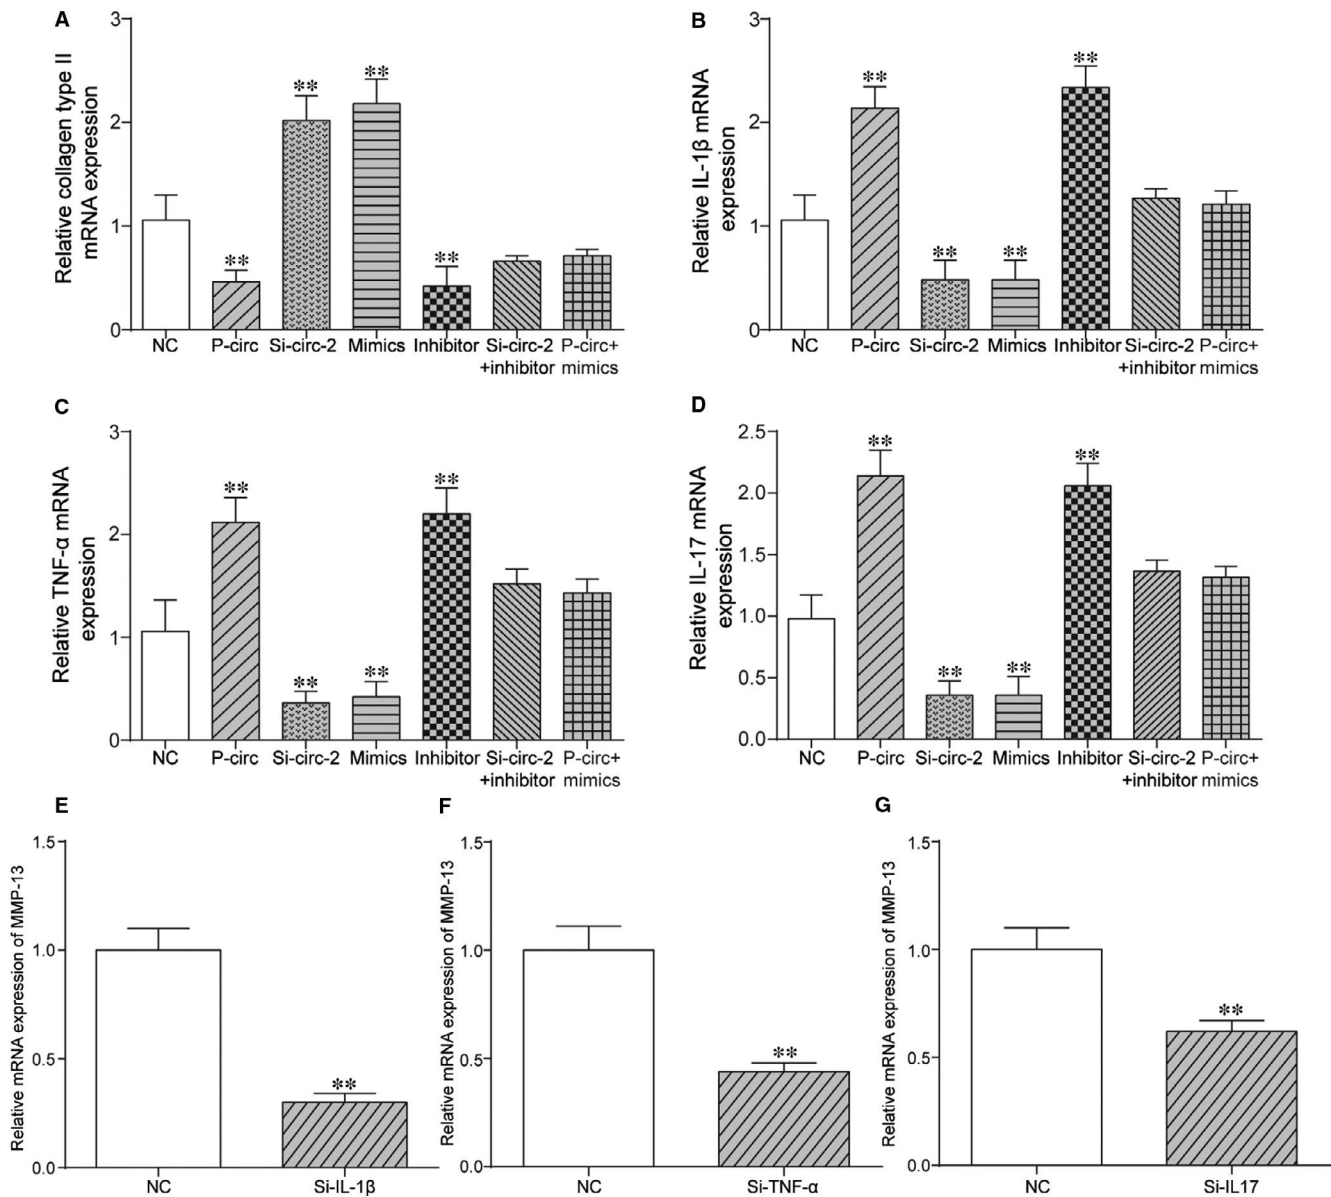 A
Relative collagen type II
mRNA expression
3
2
1
0
**
**
**
**
NC P-circ Si-circ-2 Mimics Inhibitor Si-circ-2 P-circ+
+inhibitor mimics
B
Relative IL-1β mRNA
expression
3
2
1
0
**
**
**
**
NC P-circ Si-circ-2 Mimics Inhibitor Si-circ-2 P-circ+
+inhibitor mimics
C
Relative TNF-α mRNA
expression
3
2
1
0
**
**
**
**
NC P-circ Si-circ-2 Mimics Inhibitor Si-circ-2 P-circ+
+inhibitor mimics
D
Relative IL-17 mRNA
expression
2.5
2.0
1.5
1.0
0.5
0.0
**
**
**
**
NC P-circ Si-circ-2 Mimics Inhibitor Si-circ-2 P-circ+
+inhibitor mimics
E
Relative mRNA expression of MMP-13
1.5
1.0
0.5
0.0
**
NC Si-IL-1β
F
Relative mRNA expression of MMP-13
1.5
1.0
0.5
0.0
**
NC Si-TNF-α
G
Relative mRNA expression of MMP-13
1.5
1.0
0.5
0.0
**
NC Si-IL17